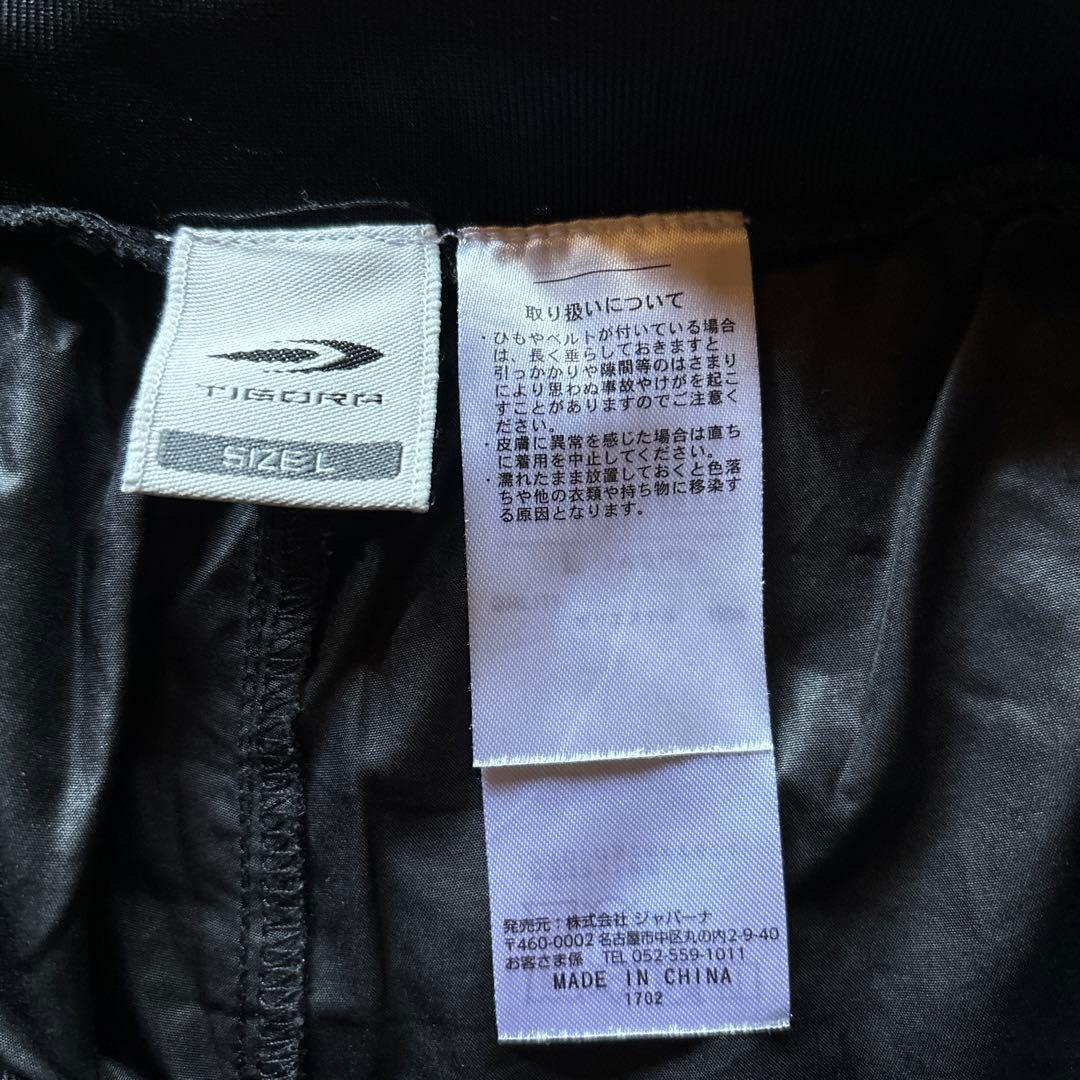 TIGORA
SIZE L
取り扱いについて
・ひもやベルトが付いている場合
は、長く垂らしておきますと
引っかかりや隙間等のはさまり
により思わぬ事故やけがを起こ
すことがありますのでご注意く
ださい。
・皮膚に異常を感じた場合は直ち
に着用を中止してください。
・濡れたまま放置しておくと色落
ちや他の衣類や持ち物に移染す
る原因となります。
発売元:株式会社 ジャパーナ
〒460-0002 名古屋市中区丸の内2-9-40
お客さま係 TEL 052-559-1011
MADE IN CHINA
1702